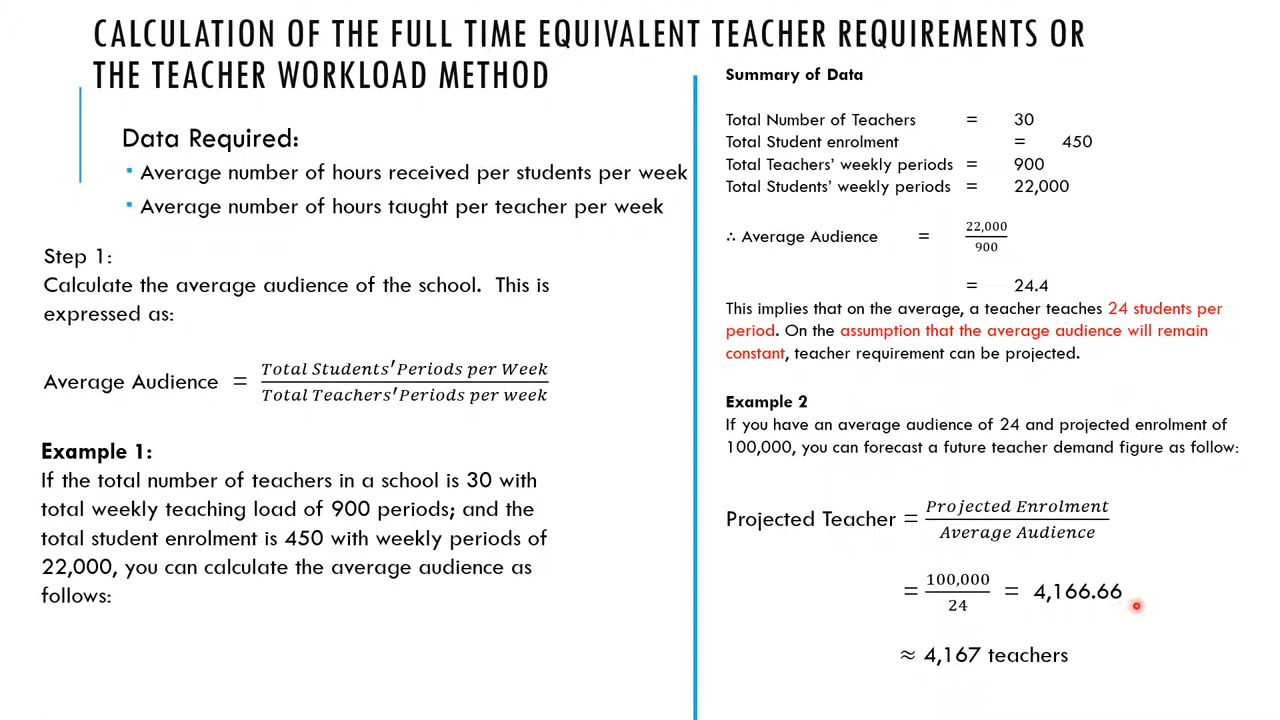 CALCULATION OF THE FULL TIME EQUIVALENT TEACHER REQUIREMENTS OR
THE TEACHER WORKLOAD METHOD
Data Required:
▪ Average number of hours received per students per week
▪ Average number of hours taught per teacher per week
Step 1:
Calculate the average audience of the school. This is
expressed as:
Average Audience = Total Students′Periods per Week / Total Teachers′Periods per week
Example 1:
If the total number of teachers in a school is 30 with
total weekly teaching load of 900 periods; and the
total student enrolment is 450 with weekly periods of
22,000, you can calculate the average audience as
follows:
Summary of Data
Total Number of Teachers = 30
Total Student enrolment = 450
Total Teachers’ weekly periods = 900
Total Students’ weekly periods = 22,000
∴ Average Audience = 22,000 / 900
= 24.4
This implies that on the average, a teacher teaches 24 students per
period. On the assumption that the average audience will remain
constant, teacher requirement can be projected.
Example 2
If you have an average audience of 24 and projected enrolment of
100,000, you can forecast a future teacher demand figure as follow:
Projected Teacher = Projected Enrolment / Average Audience
= 100,000 / 24 = 4,166.66
≈ 4,167 teachers